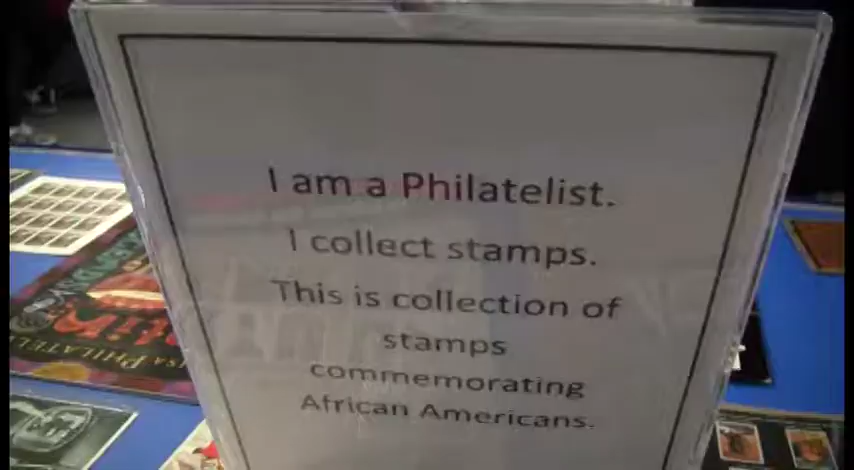 I am a Philatelist.
I collect stamps.
This is collection of
stamps
commemorating
African Americans.